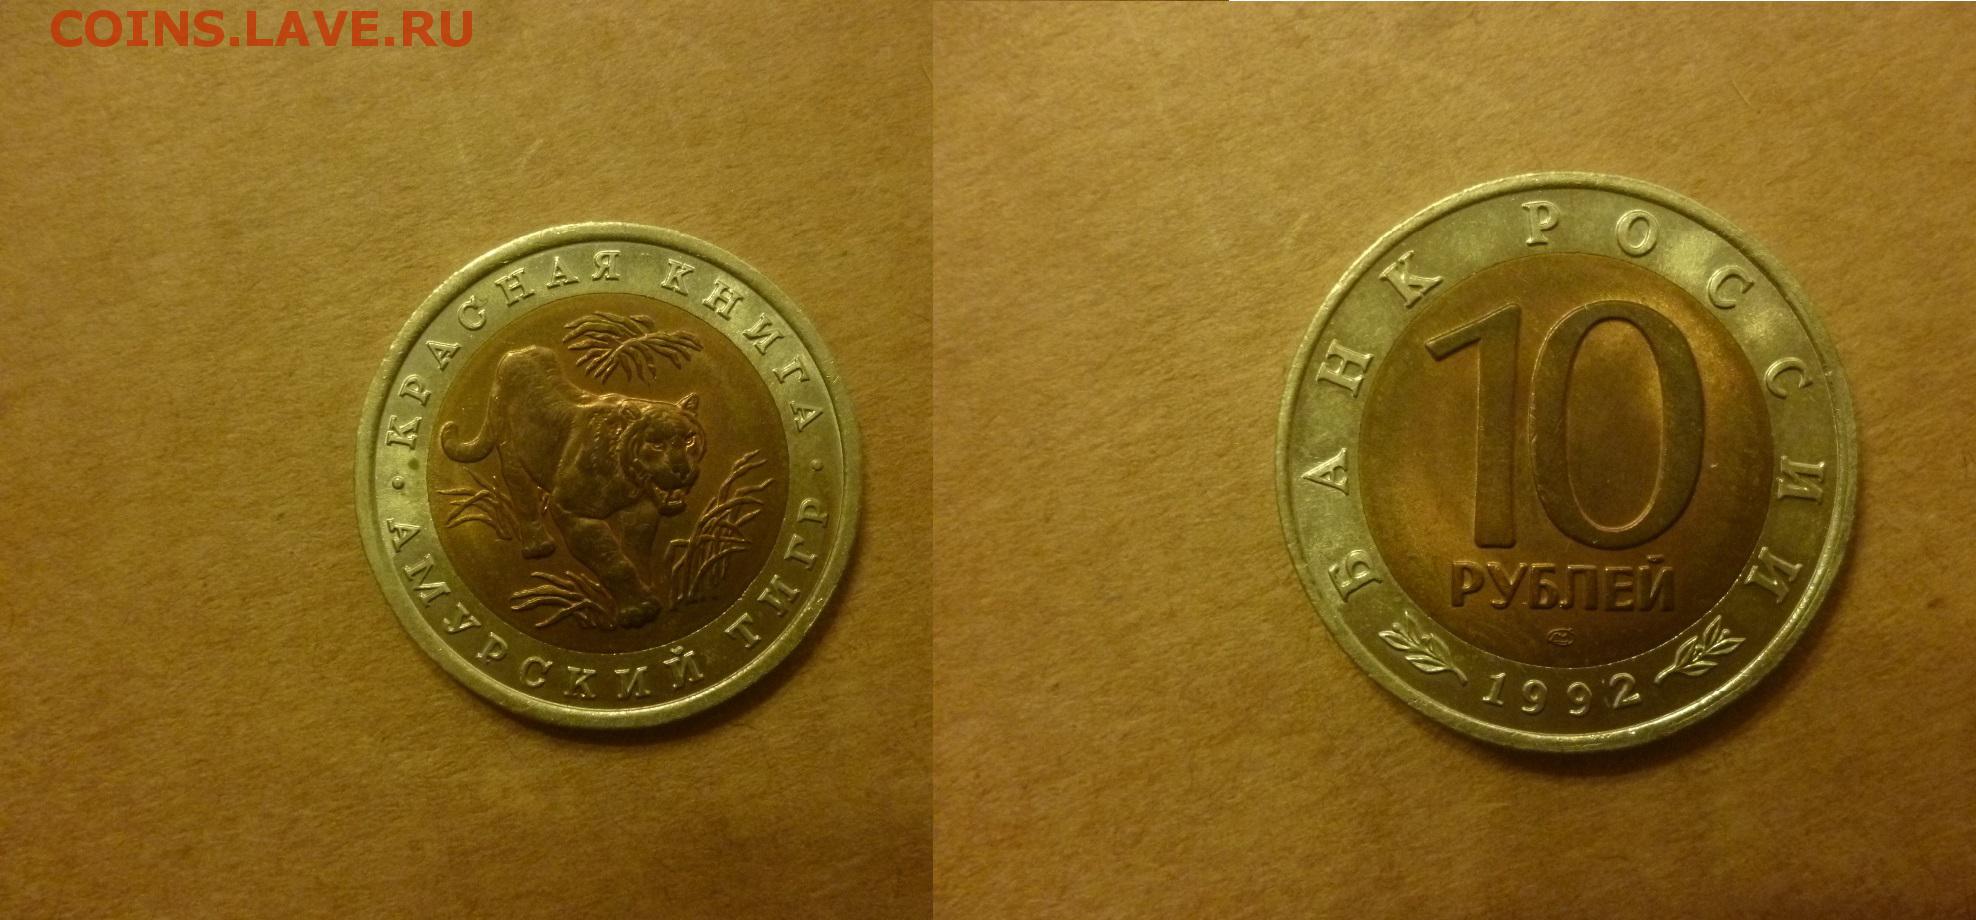 COINS.LAVE.RU
· КРАСНАЯ КНИГА ·
АМУРСКИЙ ТИГР
БАНК РОССИИ
10
РУБЛЕЙ
1992